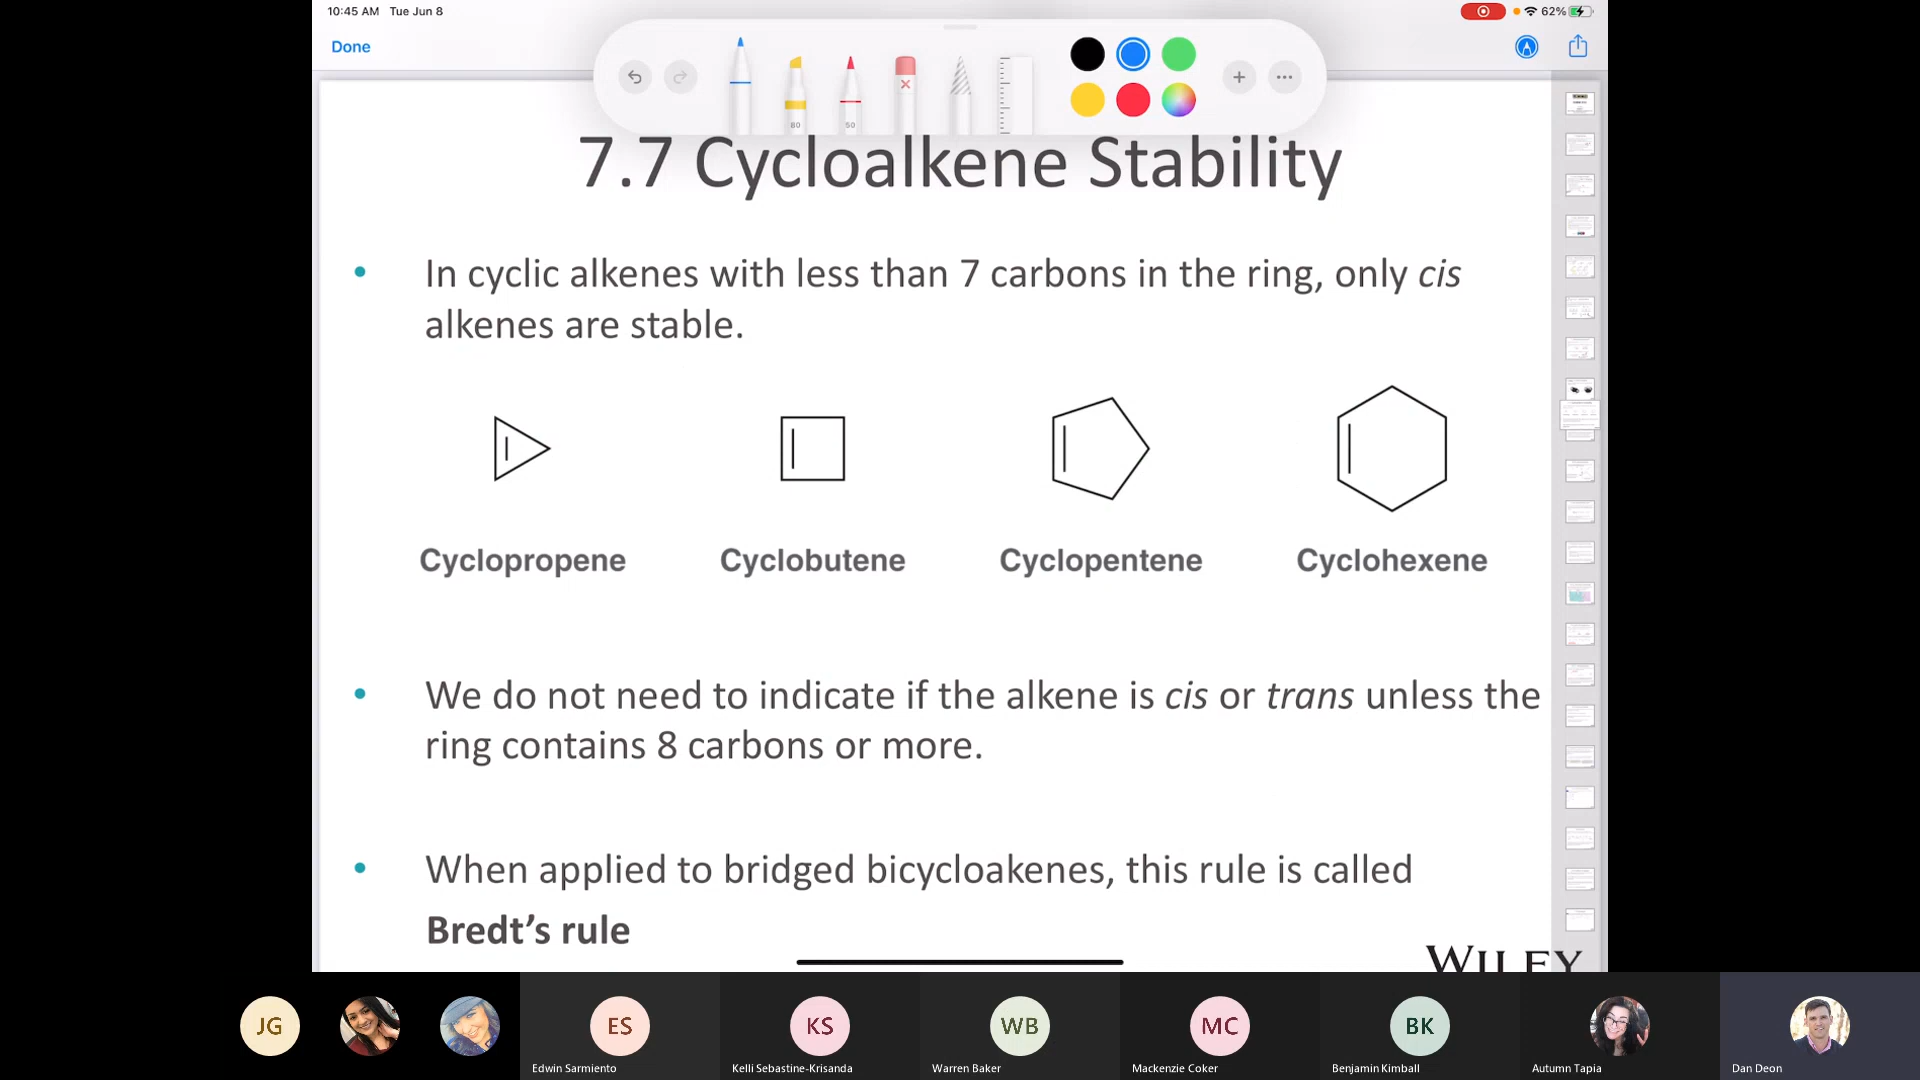 10:45 AM Tue Jun 8
62%
Done
80
50
7.7 Cycloalkene Stability
• In cyclic alkenes with less than 7 carbons in the ring, only cis
alkenes are stable.
Cyclopropene Cyclobutene Cyclopentene Cyclohexene
• We do not need to indicate if the alkene is cis or trans unless the
ring contains 8 carbons or more.
• When applied to bridged bicycloakenes, this rule is called
Bredt’s rule
WILEY
JG ES KS WB MC BK
Edwin Sarmiento Kelli Sebastine-Krisanda Warren Baker Mackenzie Coker Benjamin Kimball Autumn Tapia Dan Deon